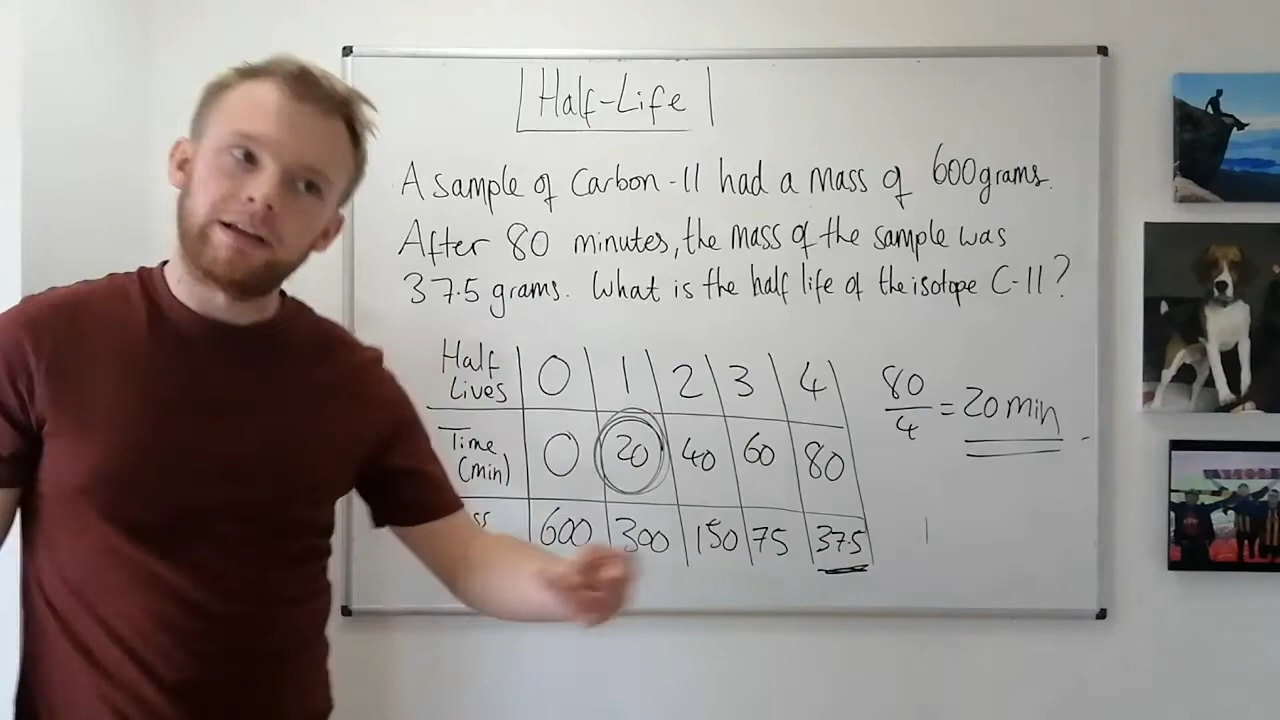 Half-Life
A sample of Carbon-11 had a mass of 600grams.
After 80 minutes, the mass of the sample was
37.5 grams. What is the half life of the isotope C-11?
Half Lives 0 1 2 3 4
Time (min) 0 20 40 60 80
ss 600 300 150 75 37.5
80/4 = 20 min